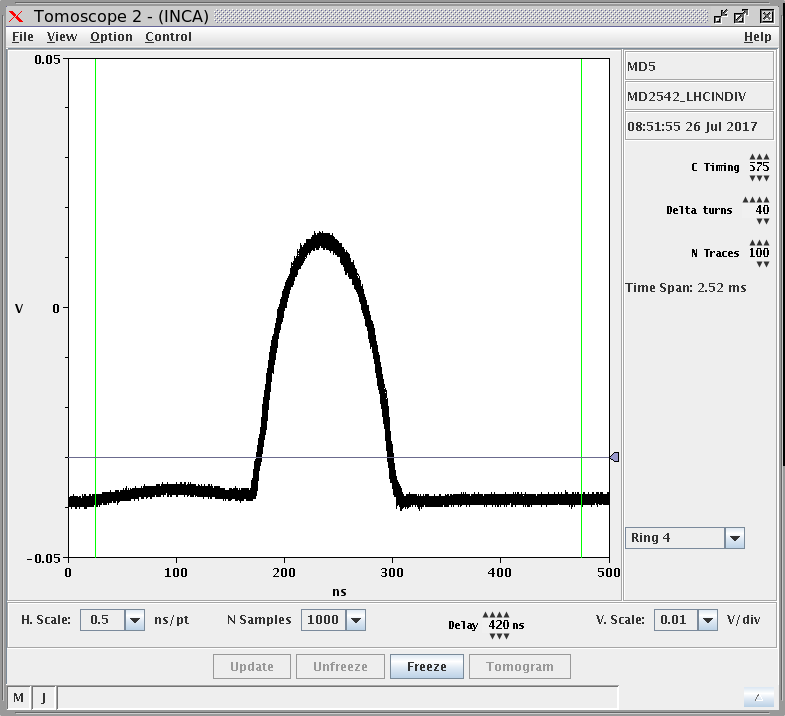 Tomoscope 2 - (INCA)
File View Option Control Help
MD5
MD2542_LHCINDIV
08:51:55 26 Jul 2017
C Timing 575
Delta turns 40
N Traces 100
Time Span: 2.52 ms
0.05
V 0
-0.05
0 100 200 300 400 500
ns
Ring 4
H. Scale: 0.5 ns/pt N Samples 1000 Delay 420 ns V. Scale: 0.01 V/div
Update Unfreeze Freeze Tomogram
M J